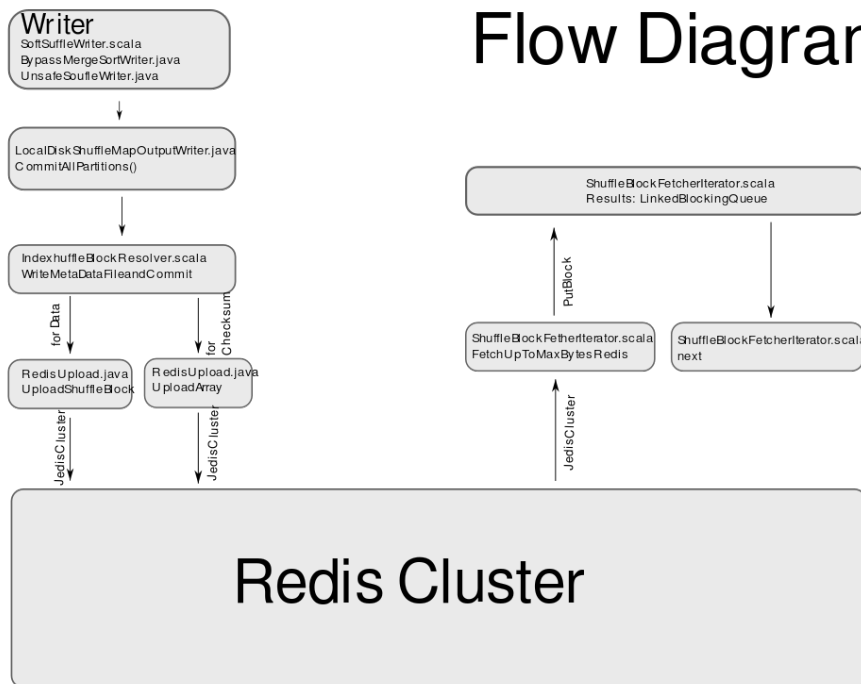 Writer
SoftSuffleWriter.scala
BypassMergeSortWriter.java
UnsafeSoufleWriter.java
Flow Diagram
LocalDiskShuffleMapOutputWriter.java
CommitAllPartitions()
IndexhuffleBlockResolver.scala
WriteMetaDataFileandCommit
for Data
for
Checksum
RedisUpload.java
UploadShuffleBlock
RedisUpload.java
UploadArray
JedisCluster
JedisCluster
ShuffleBlockFetcherIterator.scala
Results: LinkedBlockingQueue
PutBlock
ShuffleBlockFetherIterator.scala
FetchUpToMaxBytesRedis
ShuffleBlockFetcherIterator.scala
next
JedisCluster
Redis Cluster